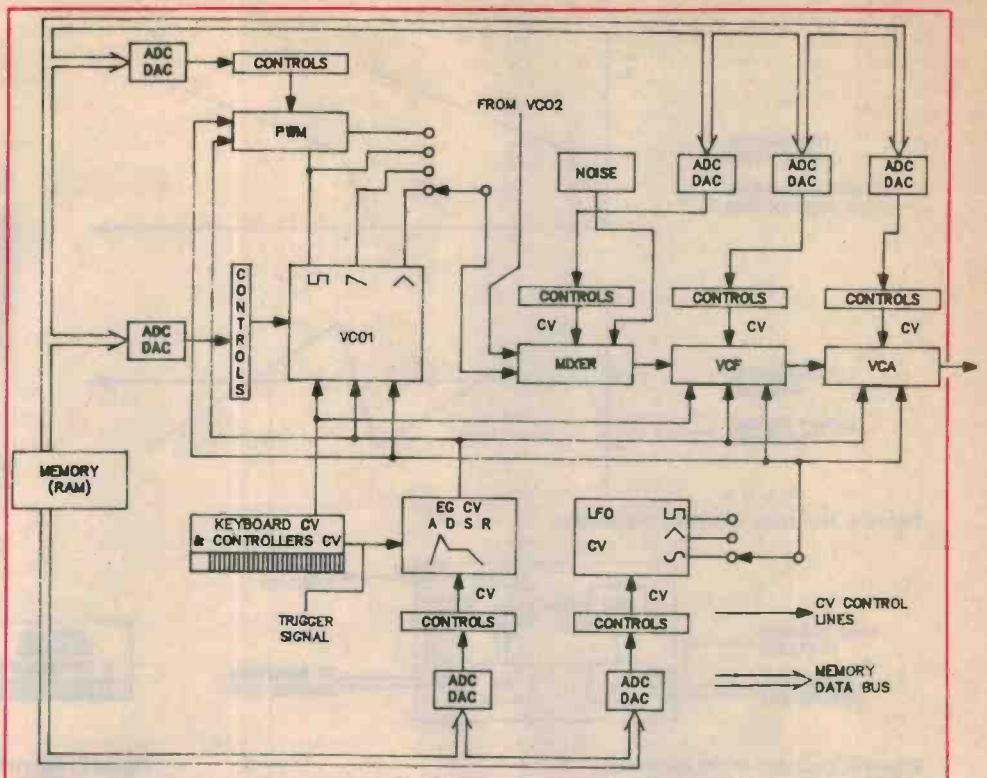 ADC
DAC
CONTROLS
PWM
FROM VCO2
NOISE
ADC
DAC
ADC
DAC
ADC
DAC
ADC
DAC
CONTROLS
VCO1
CONTROLS
CV
MIXER
CONTROLS
VCF
CONTROLS
CV
VCA
MEMORY
(RAM)
KEYBOARD CV
& CONTROLLERS CV
TRIGGER
SIGNAL
EG CV
A D S R
CV
CONTROLS
ADC
DAC
LFO
CV
CV
CONTROLS
ADC
DAC
CV CONTROL
LINES
MEMORY
DATA BUS